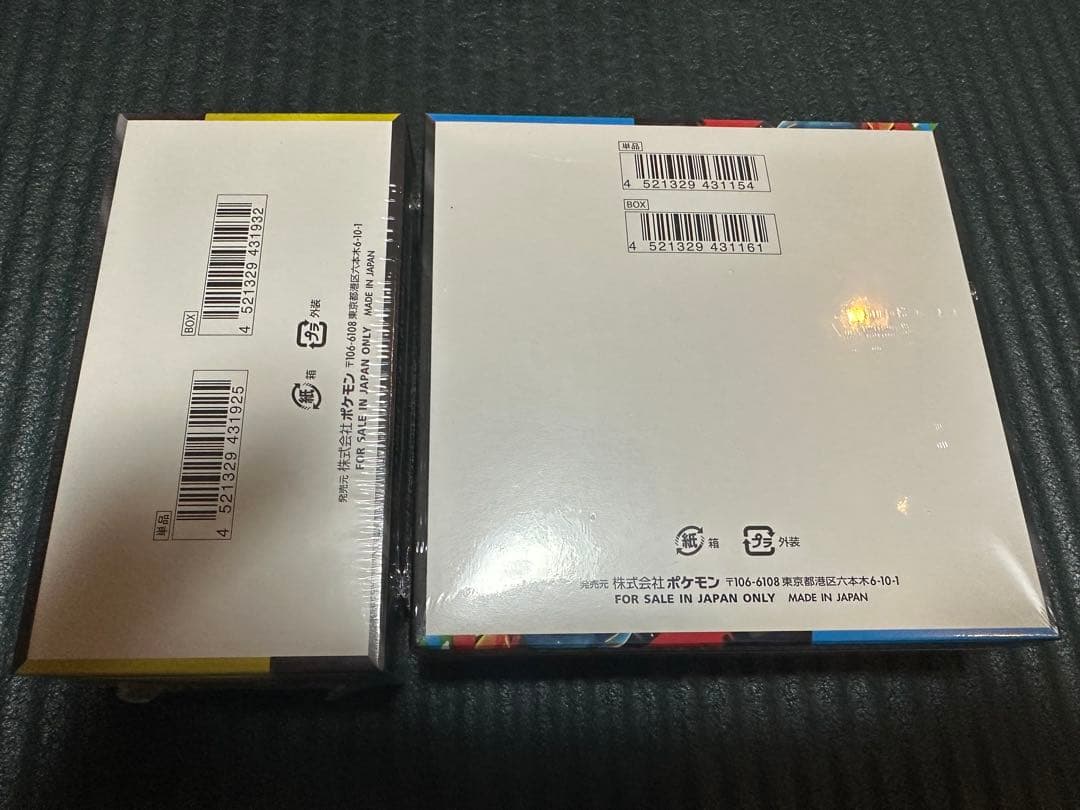 BOX
4 521329 431932
単品
4 521329 431925
プラ 外装
紙 箱
発売元 株式会社ポケモン 〒106-6108 東京都港区六本木6-10-1
FOR SALE IN JAPAN ONLY MADE IN JAPAN
4 521329 431154
BOX
4 521329 431161
紙 箱 プラ 外装
発売元 株式会社ポケモン 〒106-6108 東京都港区六本木6-10-1
FOR SALE IN JAPAN ONLY MADE IN JAPAN